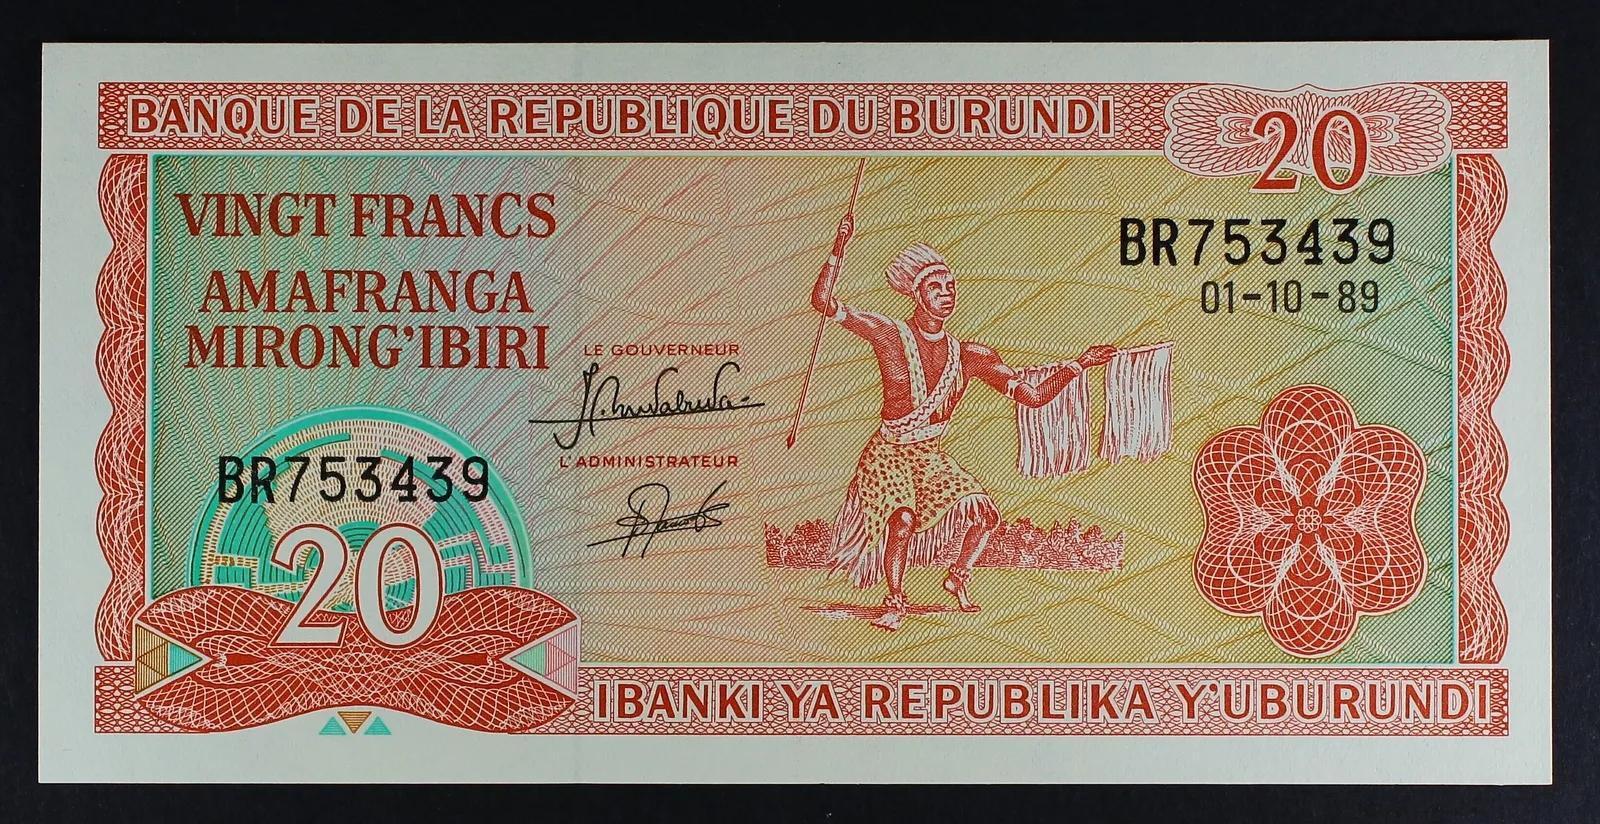 BANQUE DE LA REPUBLIQUE DU BURUNDI
20
VINGT FRANCS
AMAFRANGA
MIRONG'IBIRI
BR753439
01-10-89
LE GOUVERNEUR
L'ADMINISTRATEUR
BR753439
20
IBANKI YA REPUBLIKA Y'UBURUNDI